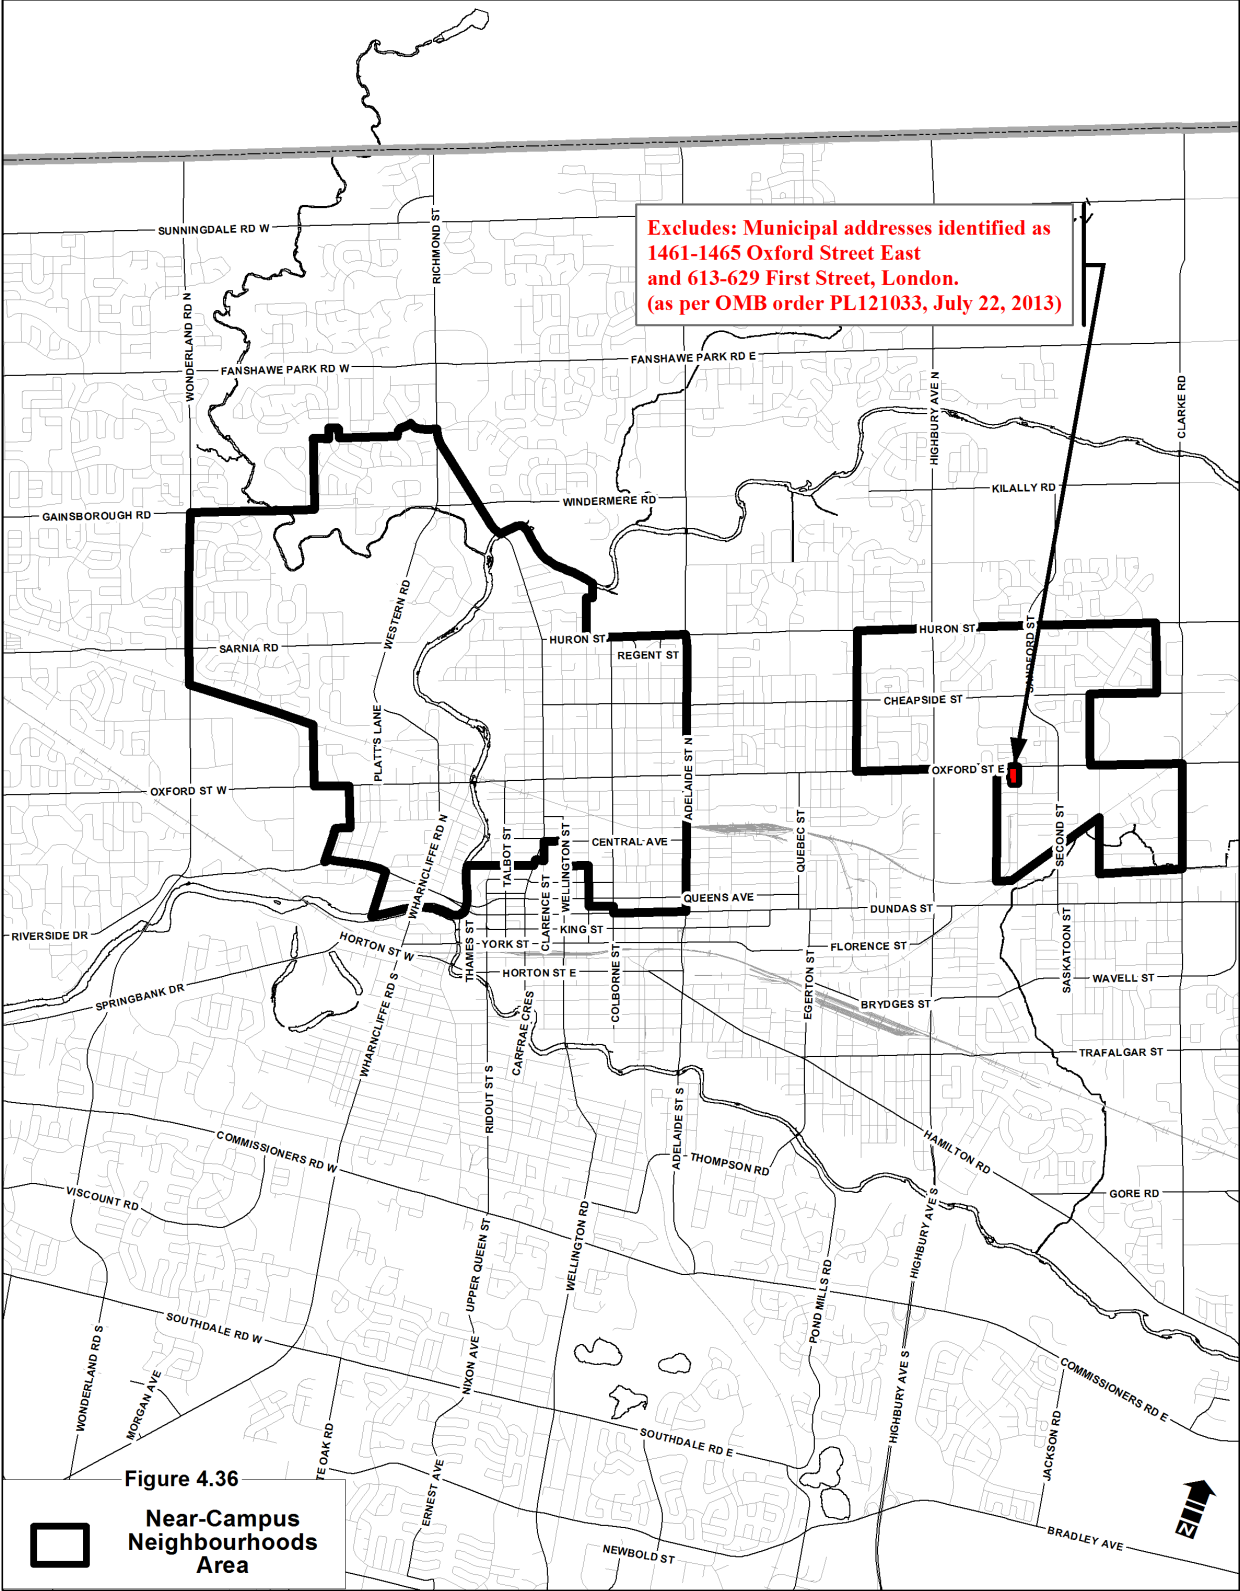 SUNNINGDALE RD W
RICHMOND ST
Excludes: Municipal addresses identified as
1461-1465 Oxford Street East
and 613-629 First Street, London.
(as per OMB order PL121033, July 22, 2013)
WONDERLAND RD N
FANSHAWE PARK RD W
FANSHAWE PARK RD E
HIGHBURY AVE N
CLARKE RD
GAINSBOROUGH RD
WINDERMERE RD
KILALLY RD
WESTERN RD
SARNIA RD
HURON ST
REGENT ST
HURON ST
SANDFORD ST
CHEAPSIDE ST
PLATT'S LANE
ADELAIDE ST N
OXFORD ST W
OXFORD ST E
WHARNCLIFFE RD N
TALBOT ST
WELLINGTON ST
CENTRAL AVE
QUEBEC ST
SECOND ST
CLARENCE ST
QUEENS AVE
DUNDAS ST
RIVERSIDE DR
HORTON ST W
THAMES ST
YORK ST
KING ST
FLORENCE ST
SASKATOON ST
WAVELL ST
HORTON ST E
COLBORNE ST
EGERTON ST
SPRINGBANK DR
WHARNCLIFFE RD S
CARFRAE CRES
BRYDGES ST
TRAFALGAR ST
RIDOUT ST S
ADELAIDE ST S
COMMISSIONERS RD W
THOMPSON RD
HAMILTON RD
VISCOUNT RD
GORE RD
UPPER QUEEN ST
WELLINGTON RD
HIGHBURY AVE S
POND MILLS RD
SOUTHDALE RD W
WONDERLAND RD S
MORGAN AVE
NIXON AVE
HIGHBURY AVE S
COMMISSIONERS RD E
SOUTHDALE RD E
JACKSON RD
TE OAK RD
ERNEST AVE
BRADLEY AVE
NEWBOLD ST
N
Figure 4.36
Near-Campus
Neighbourhoods
Area